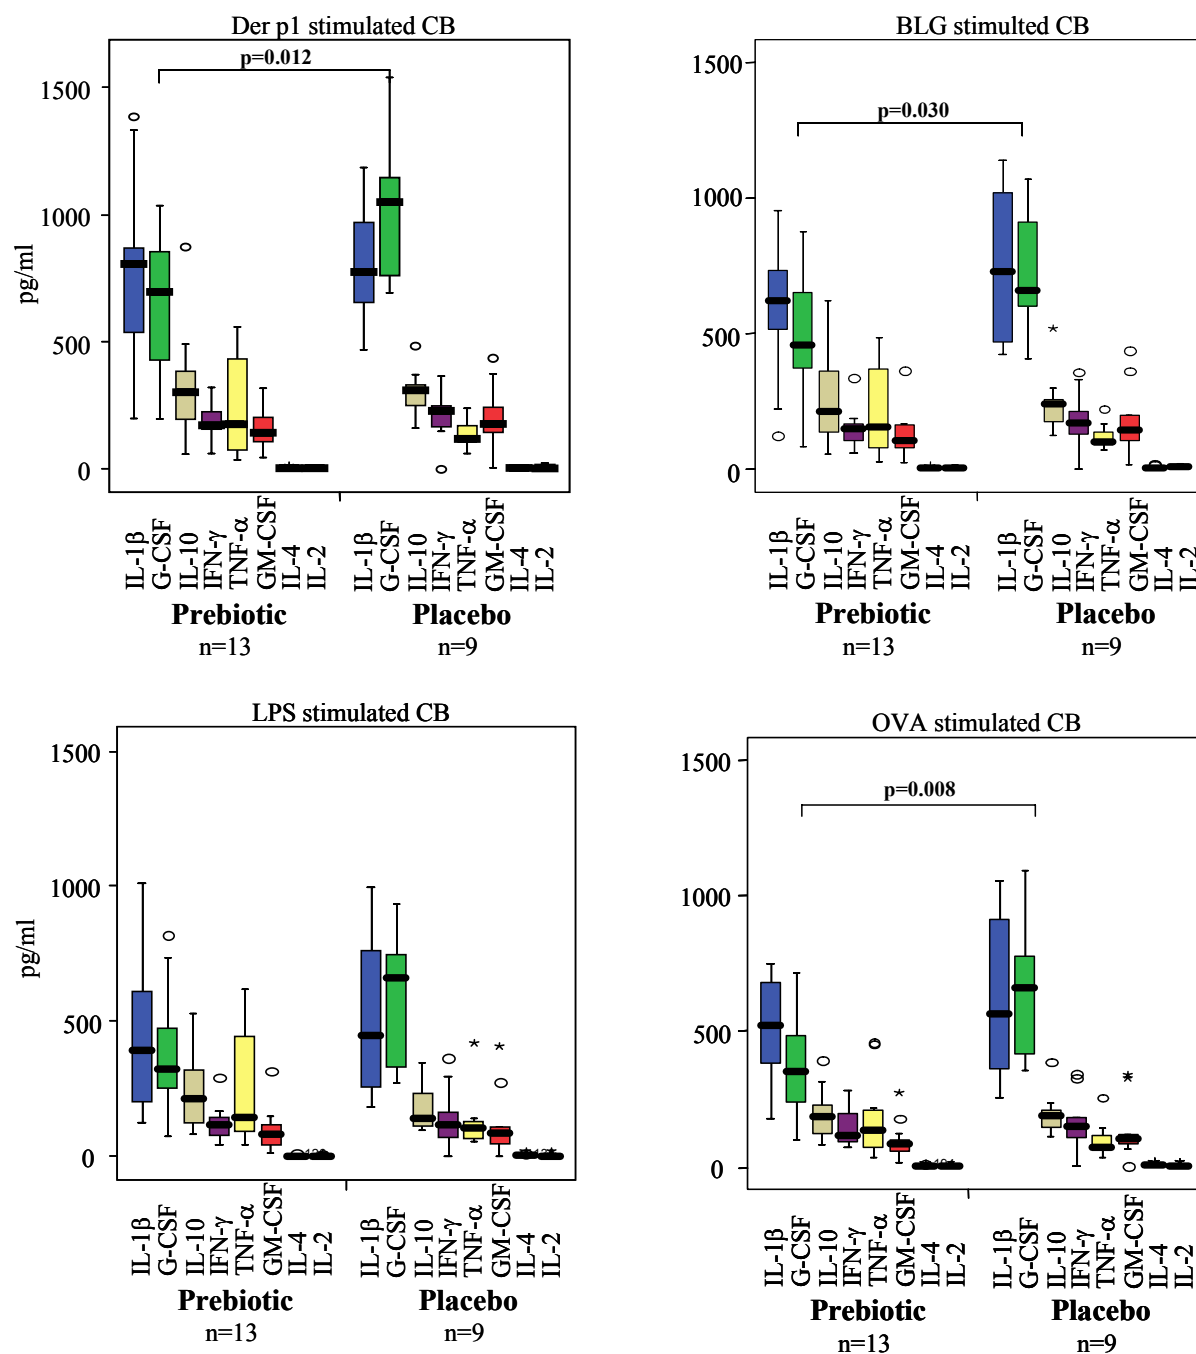 Der p1 stimulated CB
p=0.012
1500
1000
500
0
pg/ml
IL-1β
G-CSF
IL-10
IFN-γ
TNF-α
GM-CSF
IL-4
IL-2
IL-1β
G-CSF
IL-10
IFN-γ
TNF-α
GM-CSF
IL-4
IL-2
Prebiotic
Placebo
n=13
n=9
BLG stimulted CB
p=0.030
1500
1000
500
0
IL-1β
G-CSF
IL-10
IFN-γ
TNF-α
GM-CSF
IL-4
IL-2
IL-1β
G-CSF
IL-10
IFN-γ
TNF-α
GM-CSF
IL-4
IL-2
Prebiotic
Placebo
n=13
n=9
LPS stimulated CB
1500
1000
500
0
pg/ml
IL-1β
G-CSF
IL-10
IFN-γ
TNF-α
GM-CSF
IL-4
IL-2
IL-1β
G-CSF
IL-10
IFN-γ
TNF-α
GM-CSF
IL-4
IL-2
Prebiotic
Placebo
n=13
n=9
OVA stimulated CB
p=0.008
1500
1000
500
0
IL-1β
G-CSF
IL-10
IFN-γ
TNF-α
GM-CSF
IL-4
IL-2
IL-1β
G-CSF
IL-10
IFN-γ
TNF-α
GM-CSF
IL-4
IL-2
Prebiotic
Placebo
n=13
n=9